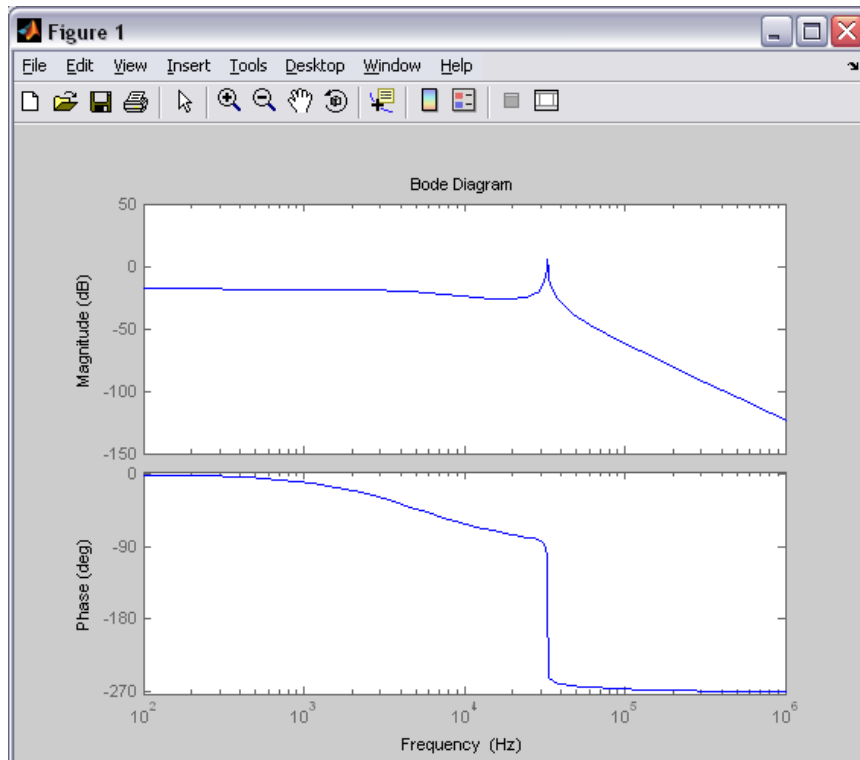 Figure 1
File Edit View Insert Tools Desktop Window Help
Bode Diagram
50
0
-50
-100
-150
Magnitude (dB)
0
-90
-180
-270
Phase (deg)
10^2 10^3 10^4 10^5 10^6
Frequency (Hz)